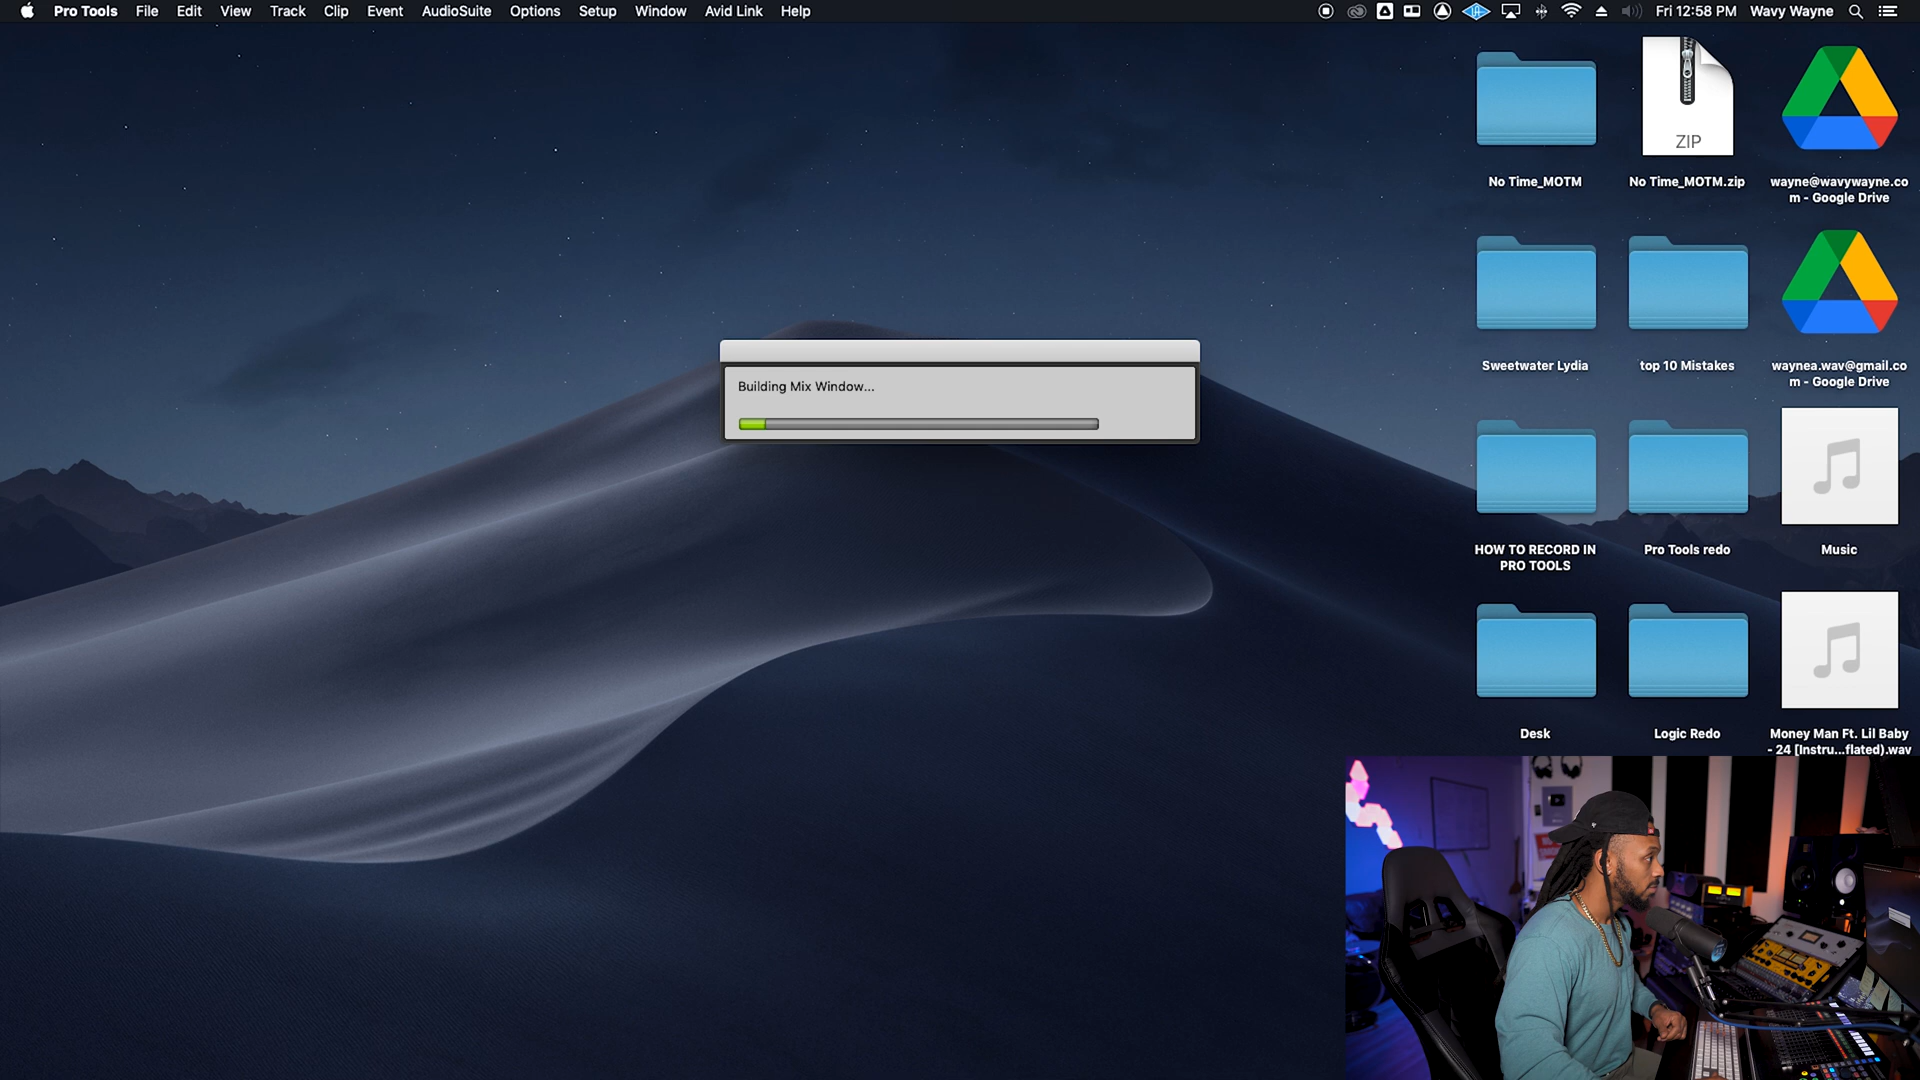 Pro Tools File Edit View Track Clip Event AudioSuite Options Setup Window Avid Link Help
Fri 12:58 PM Wavy Wayne
ZIP
No Time_MOTM
No Time_MOTM.zip
wayne@wavywayne.co
m - Google Drive
Sweetwater Lydia
top 10 Mistakes
waynea.wav@gmail.co
m - Google Drive
Building Mix Window...
HOW TO RECORD IN
PRO TOOLS
Pro Tools redo
Music
Desk
Logic Redo
Money Man Ft. Lil Baby
- 24 [Instru...flated).wav